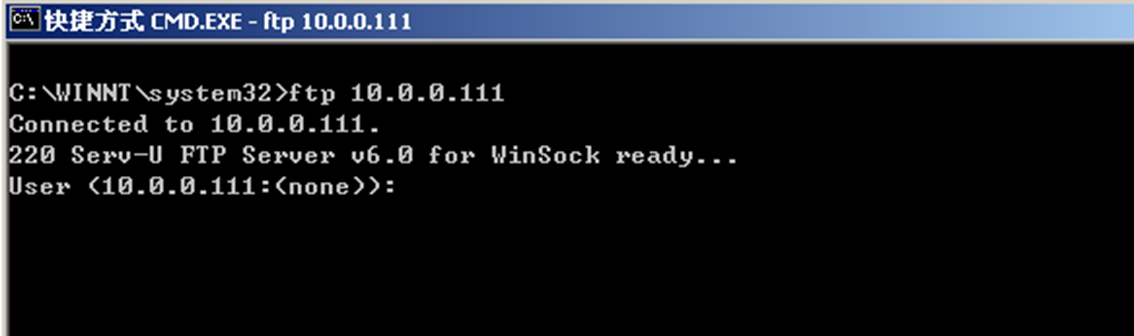 快捷方式 CMD.EXE - ftp 10.0.0.111
C:\WINNT\system32>ftp 10.0.0.111
Connected to 10.0.0.111.
220 Serv-U FTP Server v6.0 for WinSock ready...
User (10.0.0.111:(none)):